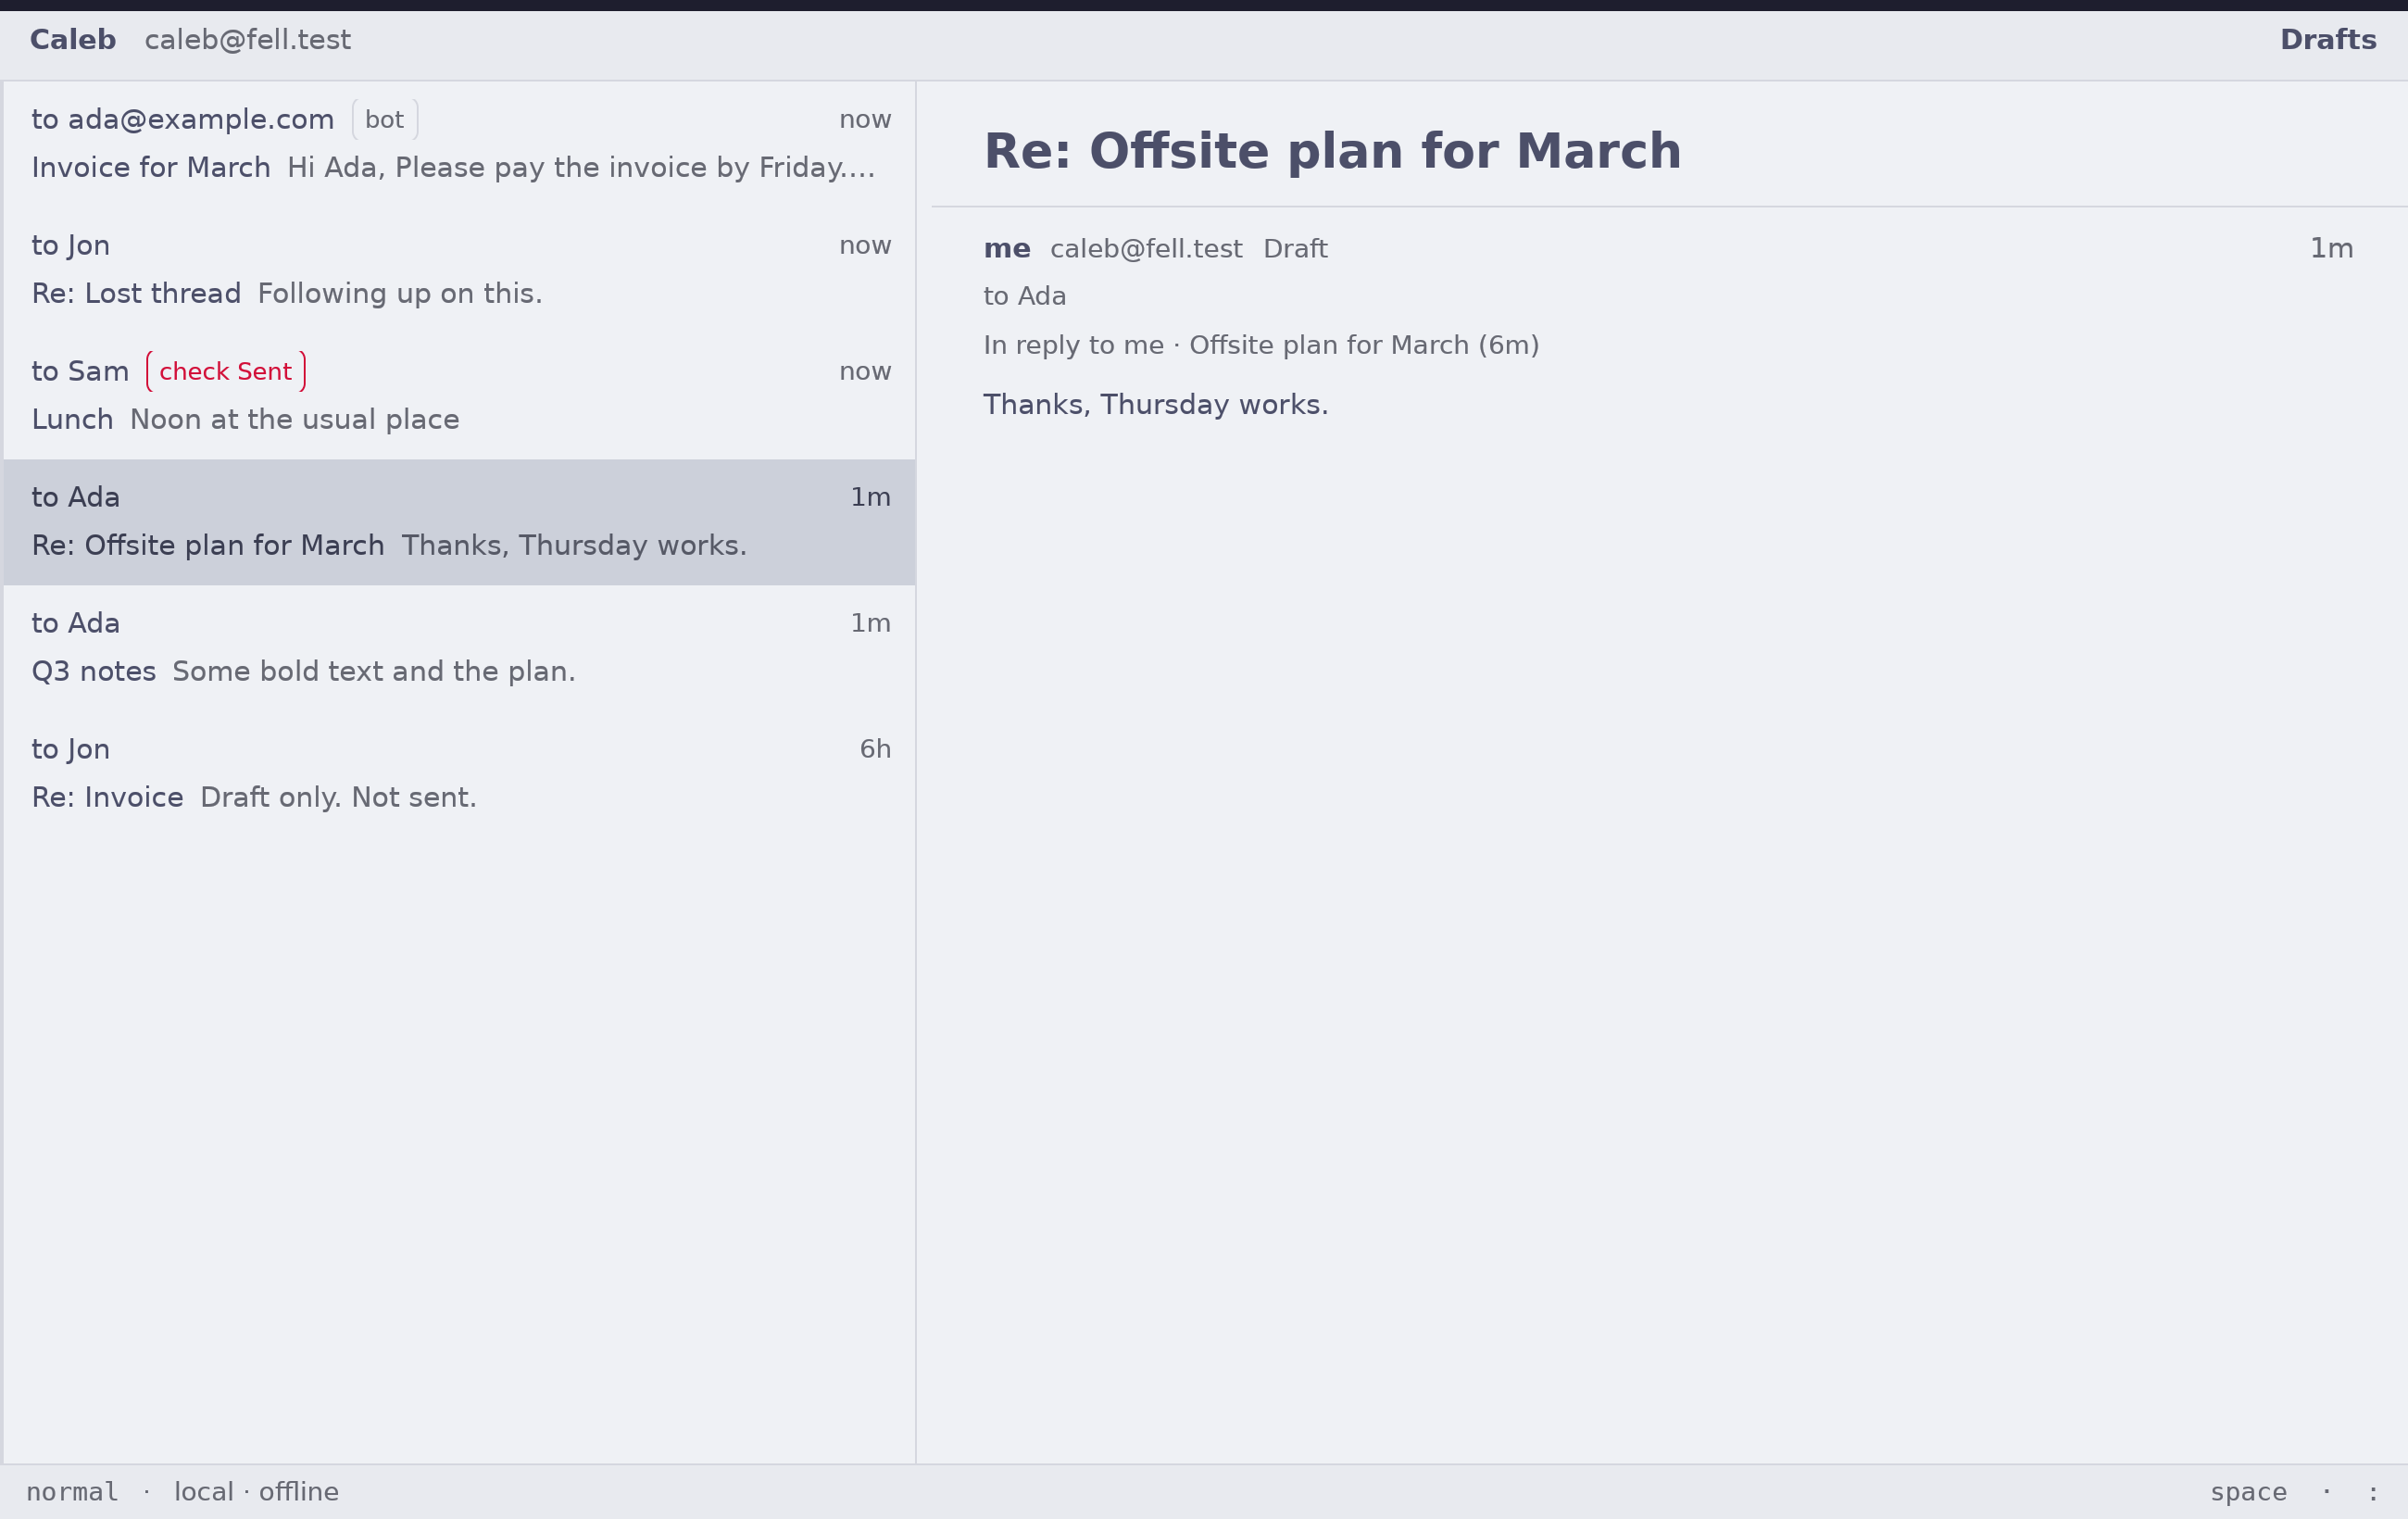 Caleb caleb@fell.test Drafts
to ada@example.com bot now
Invoice for March Hi Ada, Please pay the invoice by Friday....
to Jon now
Re: Lost thread Following up on this.
to Sam check Sent now
Lunch Noon at the usual place
to Ada 1m
Re: Offsite plan for March Thanks, Thursday works.
to Ada 1m
Q3 notes Some bold text and the plan.
to Jon 6h
Re: Invoice Draft only. Not sent.
Re: Offsite plan for March
me caleb@fell.test Draft 1m
to Ada
In reply to me · Offsite plan for March (6m)
Thanks, Thursday works.
normal · local · offline space · :